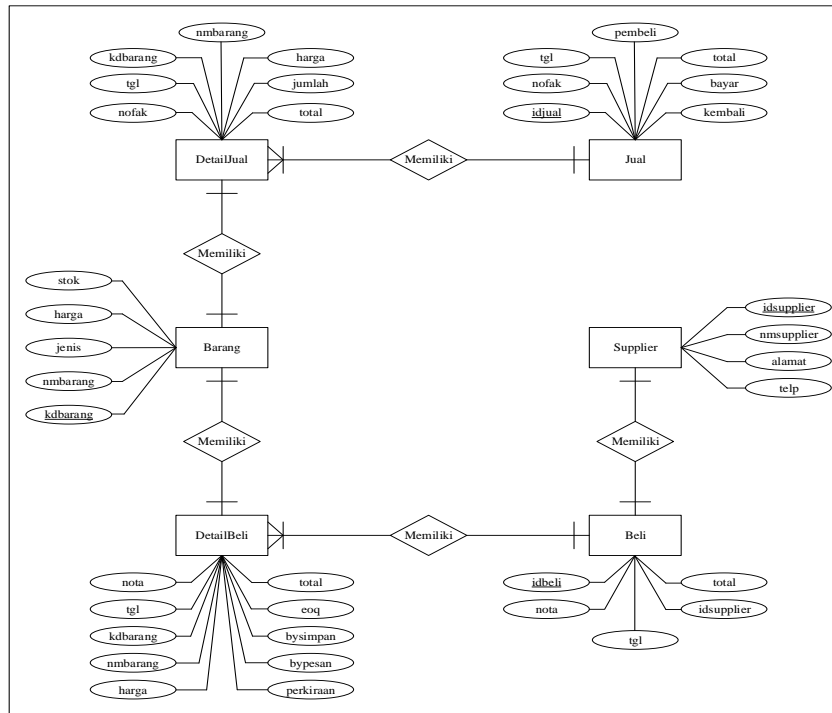 nmbarang
kdbarang
harga
tgl
jumlah
nofak
total
DetailJual
pembeli
tgl
total
nofak
bayar
idjual
kembali
Jual
Memiliki
Memiliki
stok
harga
jenis
nmbarang
kdbarang
Barang
Supplier
idsupplier
nmsupplier
alamat
telp
Memiliki
Memiliki
DetailBeli
Memiliki
Beli
nota
total
tgl
eoq
kdbarang
bysimpan
nmbarang
bypesan
harga
perkiraan
idbeli
total
nota
idsupplier
tgl